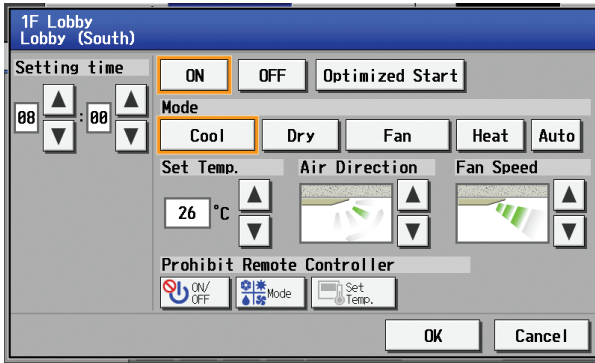 1F Lobby
Lobby (South)
Setting time
ON OFF Optimized Start
08 : 00
Mode
Cool Dry Fan Heat Auto
Set Temp. Air Direction Fan Speed
26 °C
Prohibit Remote Controller
ON/
OFF
Mode
Set
Temp.
OK Cancel